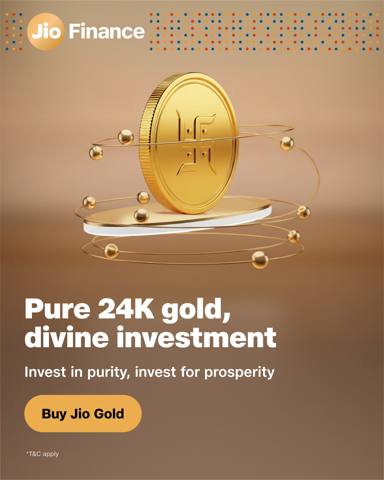 Jio Finance
Pure 24K gold,
divine investment
Invest in purity, invest for prosperity
Buy Jio Gold
*T&C apply